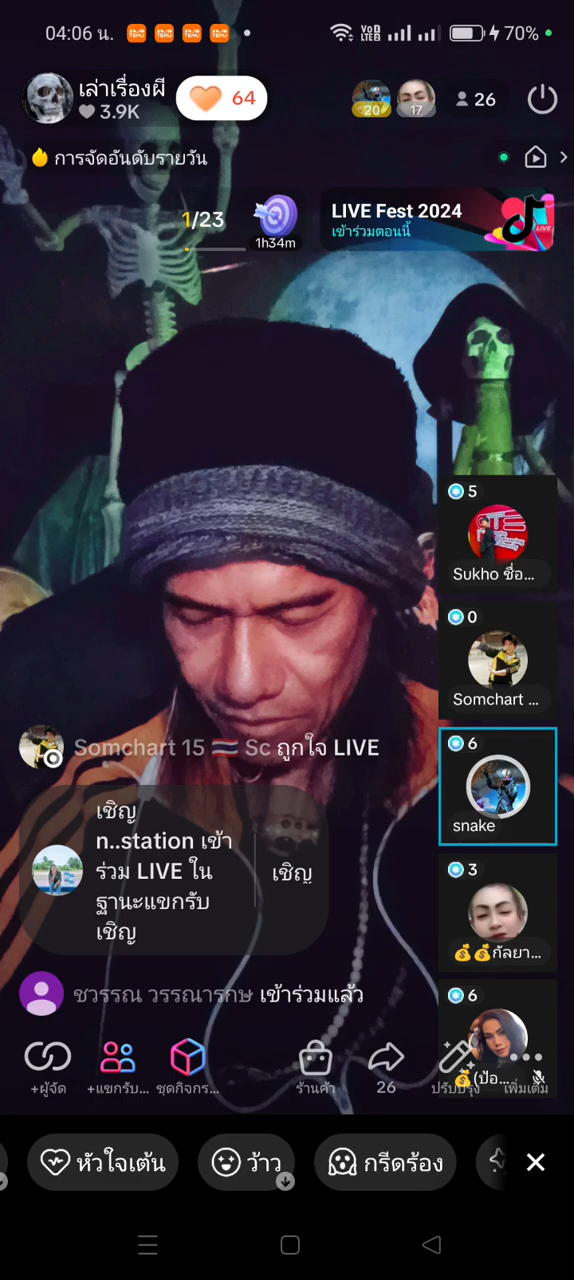 04:06 น.
VoD LTE
70%
เล่าเรื่องผี
3.9K
64
20
17
26
การจัดอันดับรายวัน
1/23
1h34m
LIVE Fest 2024
เข้าร่วมตอนนี้
LIVE
5
Sukho ชื่อ...
0
Somchart ...
Somchart 15 🇹🇭 Sc ถูกใจ LIVE
6
snake
เชิญ
n..station เข้า
ร่วม LIVE ใน
ฐานะแขกรับ
เชิญ
เชิญ
3
💰💰กัลยา...
ชวรรณ วรรณารกษ์ เข้าร่วมแล้ว
6
💰(ป้อ...
+ผู้จัด
+แขกรับ...
ชุดกิจกร...
ร้านค้า
26
ปรับปรุง
เพิ่มเติม
หัวใจเต้น
ว้าว
กรีดร้อง